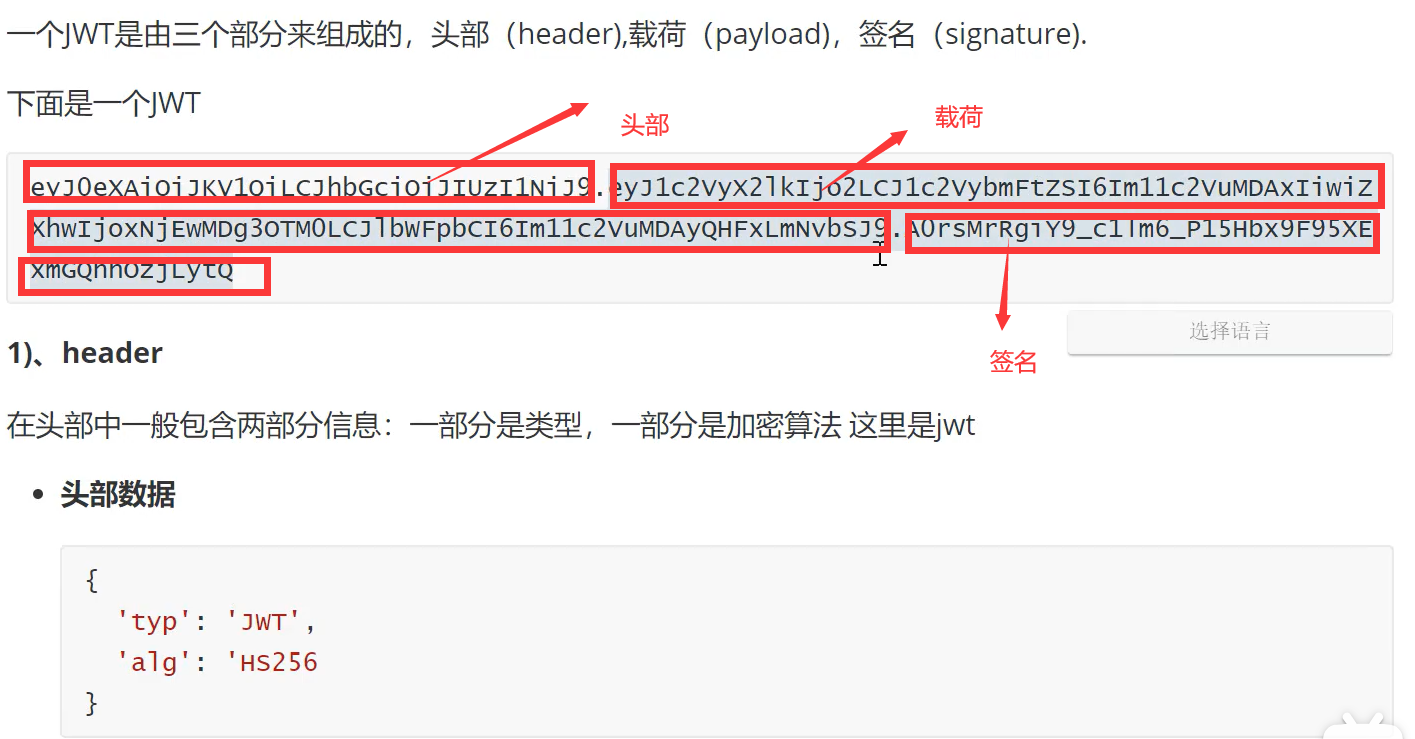 一个JWT是由三个部分来组成的，头部（header),载荷（payload)，签名（signature).
下面是一个JWT
头部
载荷
eyJ0eXAiOiJKV1QiLCJhbGciOiJIUzI1NiJ9.eyJ1c2VyX2lkIjo2LCJ1c2VybmFtZSI6Im11c2VuMDAxIiwiZ
XhwIjoxNjEwMDg3OTM0LCJlbWFpbCI6Im11c2VuMDAyQHFxLmNvbSJ9.
选择语言
签名
1)、header
在头部中一般包含两部分信息：一部分是类型，一部分是加密算法 这里是jwt
• 头部数据
{
'typ': 'JWT',
'alg': 'HS256
}